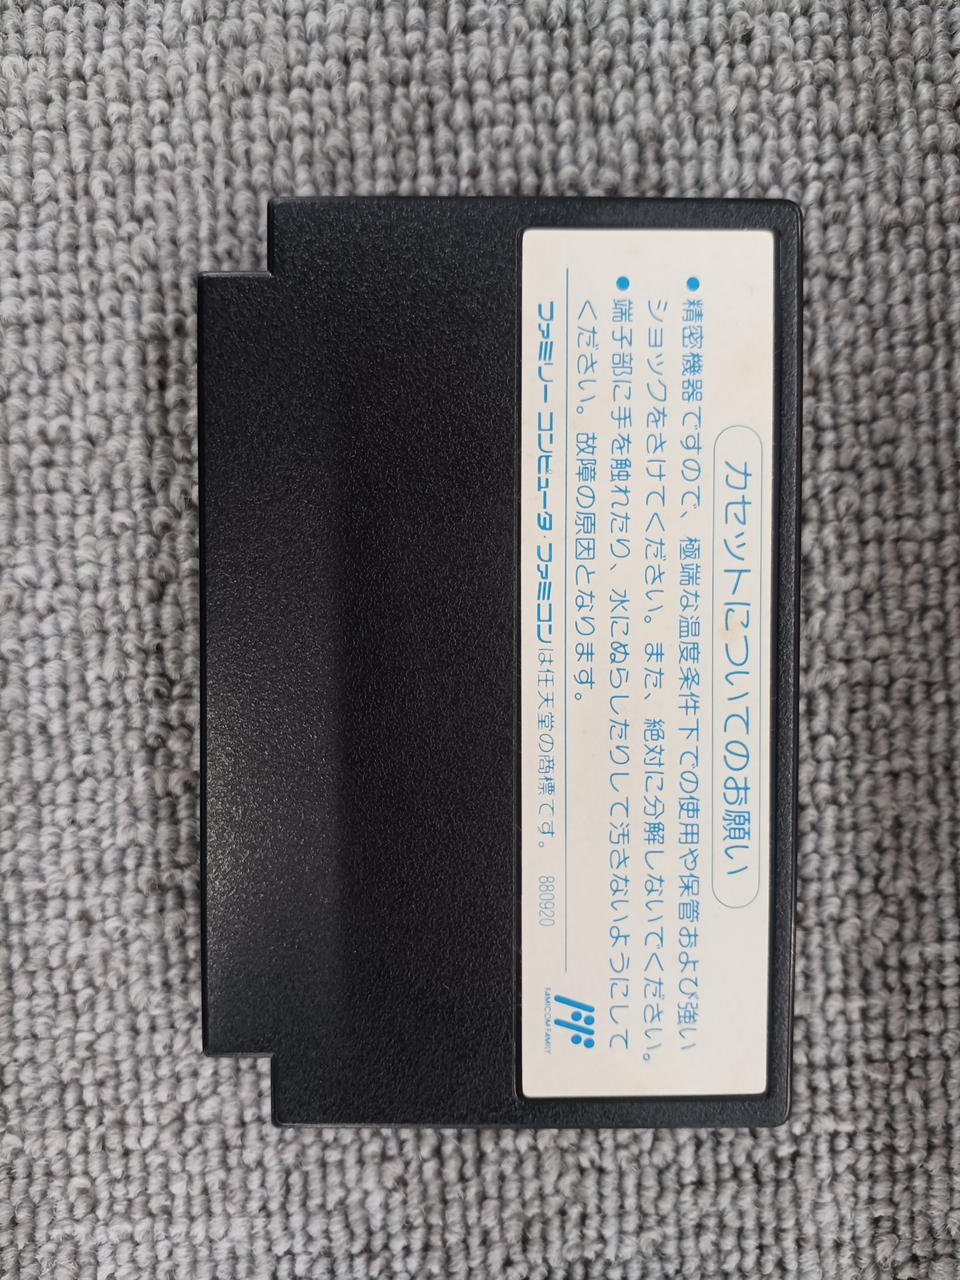 カセットについてのお願い
●精密機器ですので、極端な温度条件下での使用や保管および強い
ショックをさけてください。また、絶対に分解しないでください。
●端子部に手を触れたり、水にぬらしたりして汚さないようにして
ください。故障の原因となります。
ファミリーコンピュータ・ファミコンは任天堂の商標です。 880920
FAMICOM FAMILY